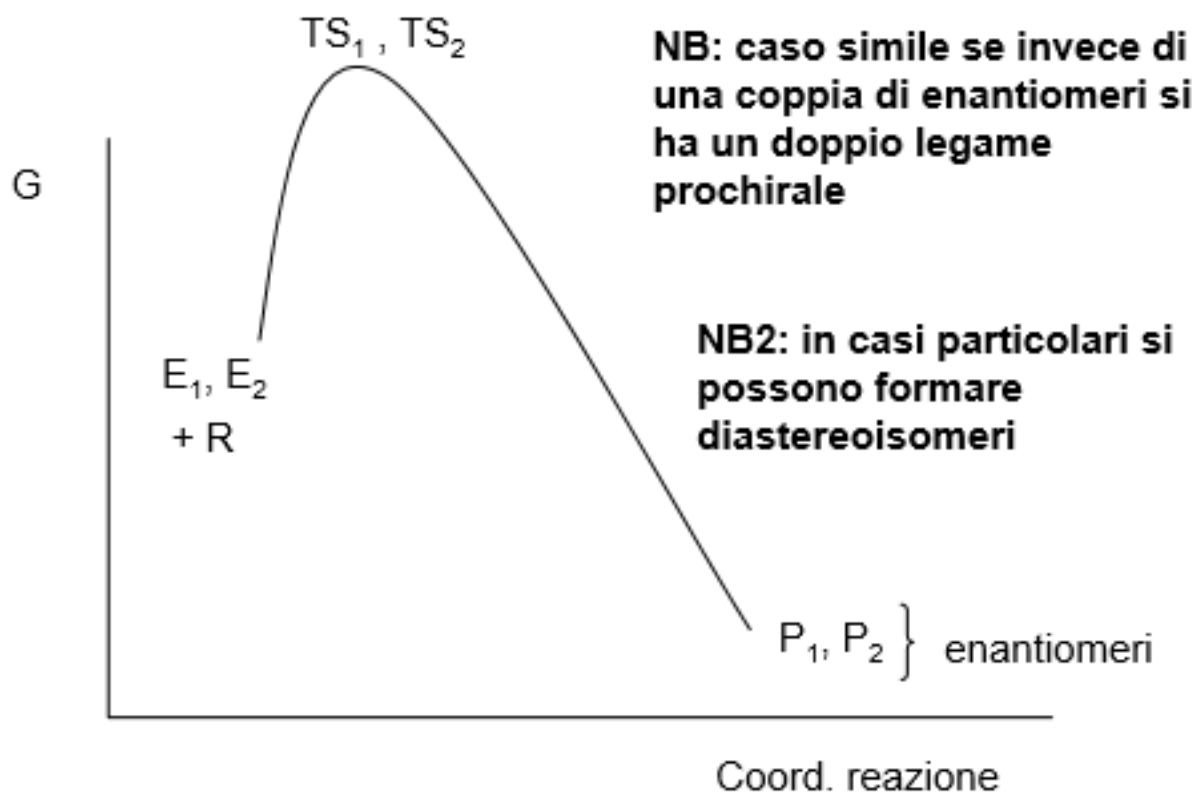 TS₁ , TS₂
NB: caso simile se invece di
una coppia di enantiomeri si
ha un doppio legame
prochirale
G
NB2: in casi particolari si
possono formare
diastereoisomeri
E₁, E₂
+ R
P₁, P₂ } enantiomeri
Coord. reazione